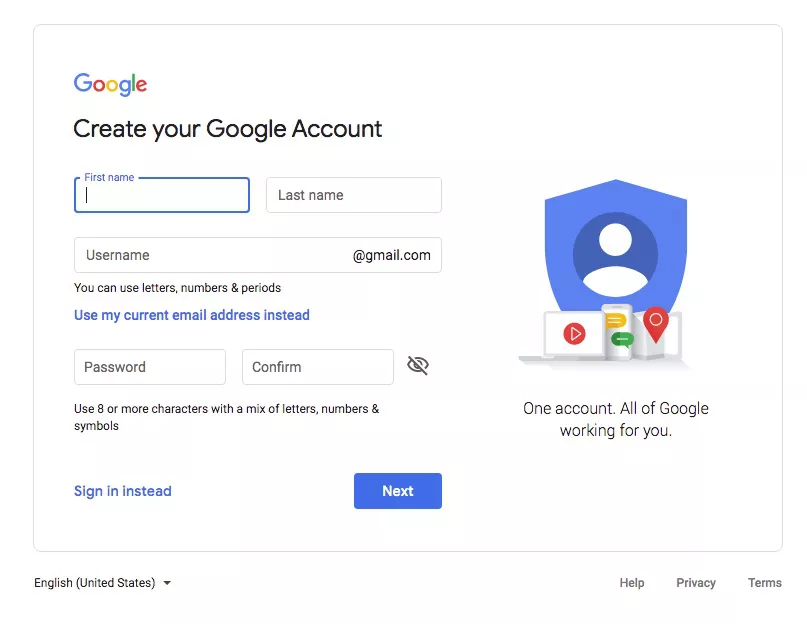 Google
Create your Google Account
First name
Last name
Username @gmail.com
You can use letters, numbers & periods
Use my current email address instead
Password
Confirm
Use 8 or more characters with a mix of letters, numbers &
symbols
Sign in instead
Next
One account. All of Google
working for you.
English (United States)
Help
Privacy
Terms